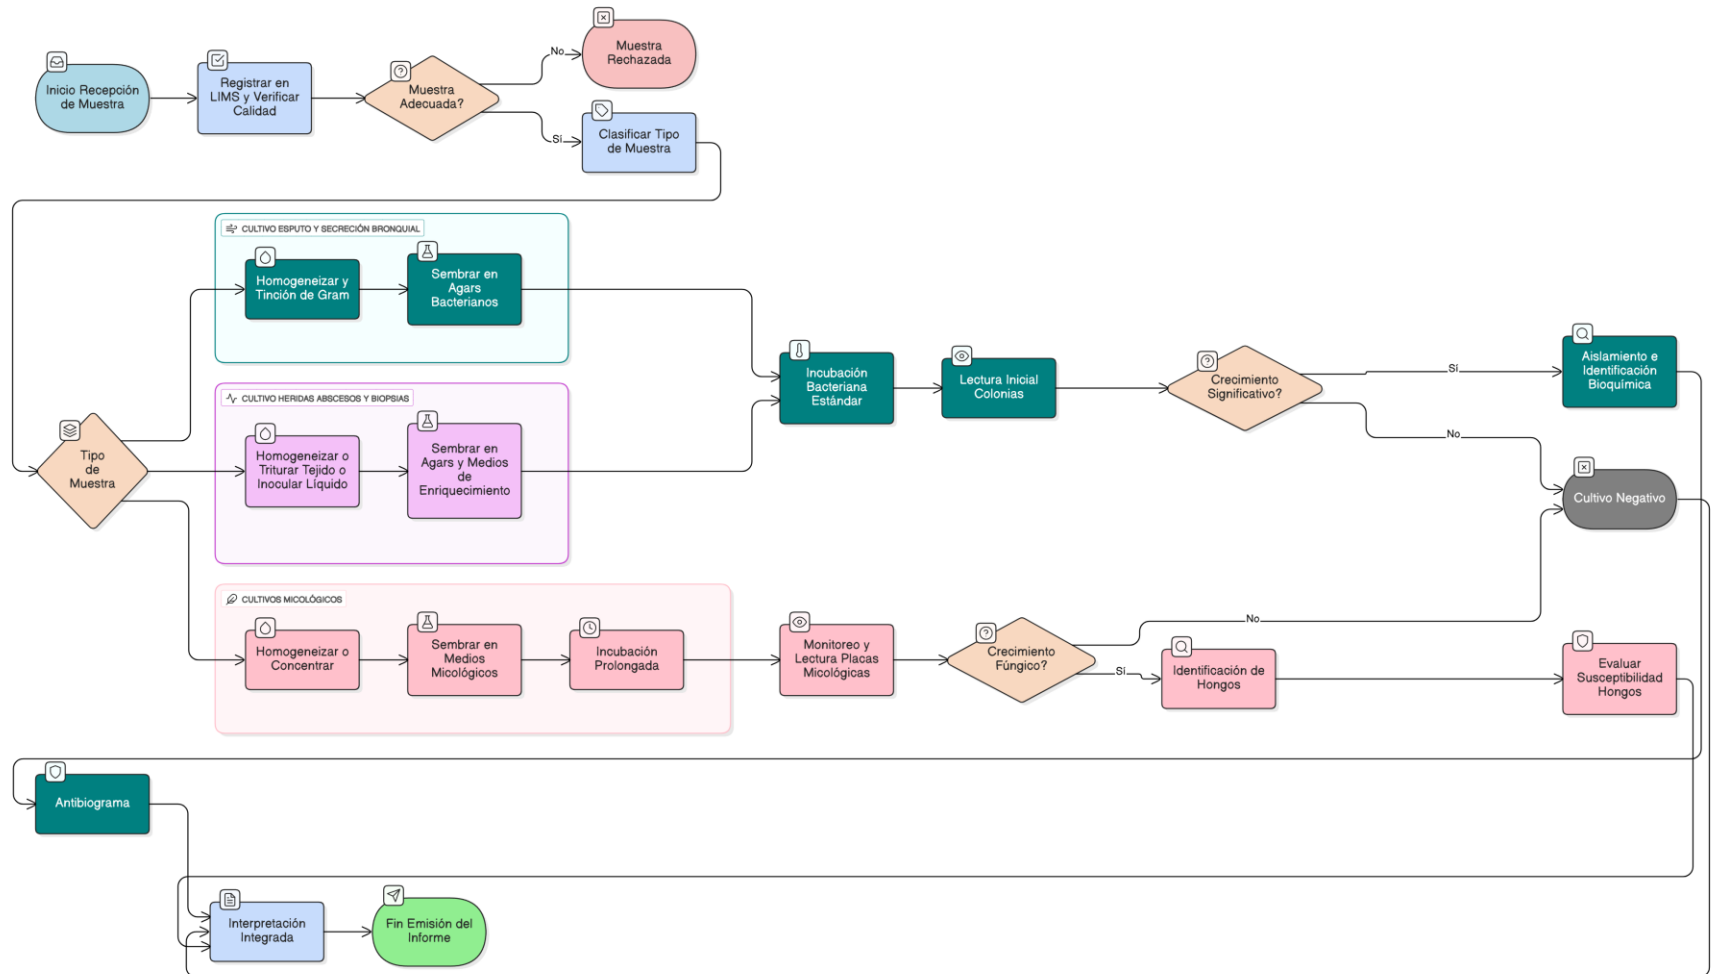 Inicio Recepción
de Muestra
Registrar en
LIMS y Verificar
Calidad
Muestra
Adecuada?
No
Muestra
Rechazada
Sí
Clasificar Tipo
de Muestra
Tipo
de
Muestra
CULTIVO ESPUTO Y SECRECIÓN BRONQUIAL
Homogeneizar y
Tinción de Gram
Sembrar en
Agars
Bacterianos
CULTIVO HERIDAS ABSCESOS Y BIOPSIAS
Homogeneizar o
Triturar Tejido o
Inocular Líquido
Sembrar en
Agars y Medios
de
Enriquecimiento
Incubación
Bacteriana
Estándar
Lectura Inicial
Colonias
Crecimiento
Significativo?
Sí
Aislamiento e
Identificación
Bioquímica
No
Cultivo Negativo
CULTIVOS MICOLÓGICOS
Homogeneizar o
Concentrar
Sembrar en
Medios
Micológicos
Incubación
Prolongada
Monitoreo y
Lectura Placas
Micológicas
Crecimiento
Fúngico?
No
Sí
Identificación de
Hongos
Evaluar
Susceptibilidad
Hongos
Antibiograma
Interpretación
Integrada
Fin Emisión del
Informe